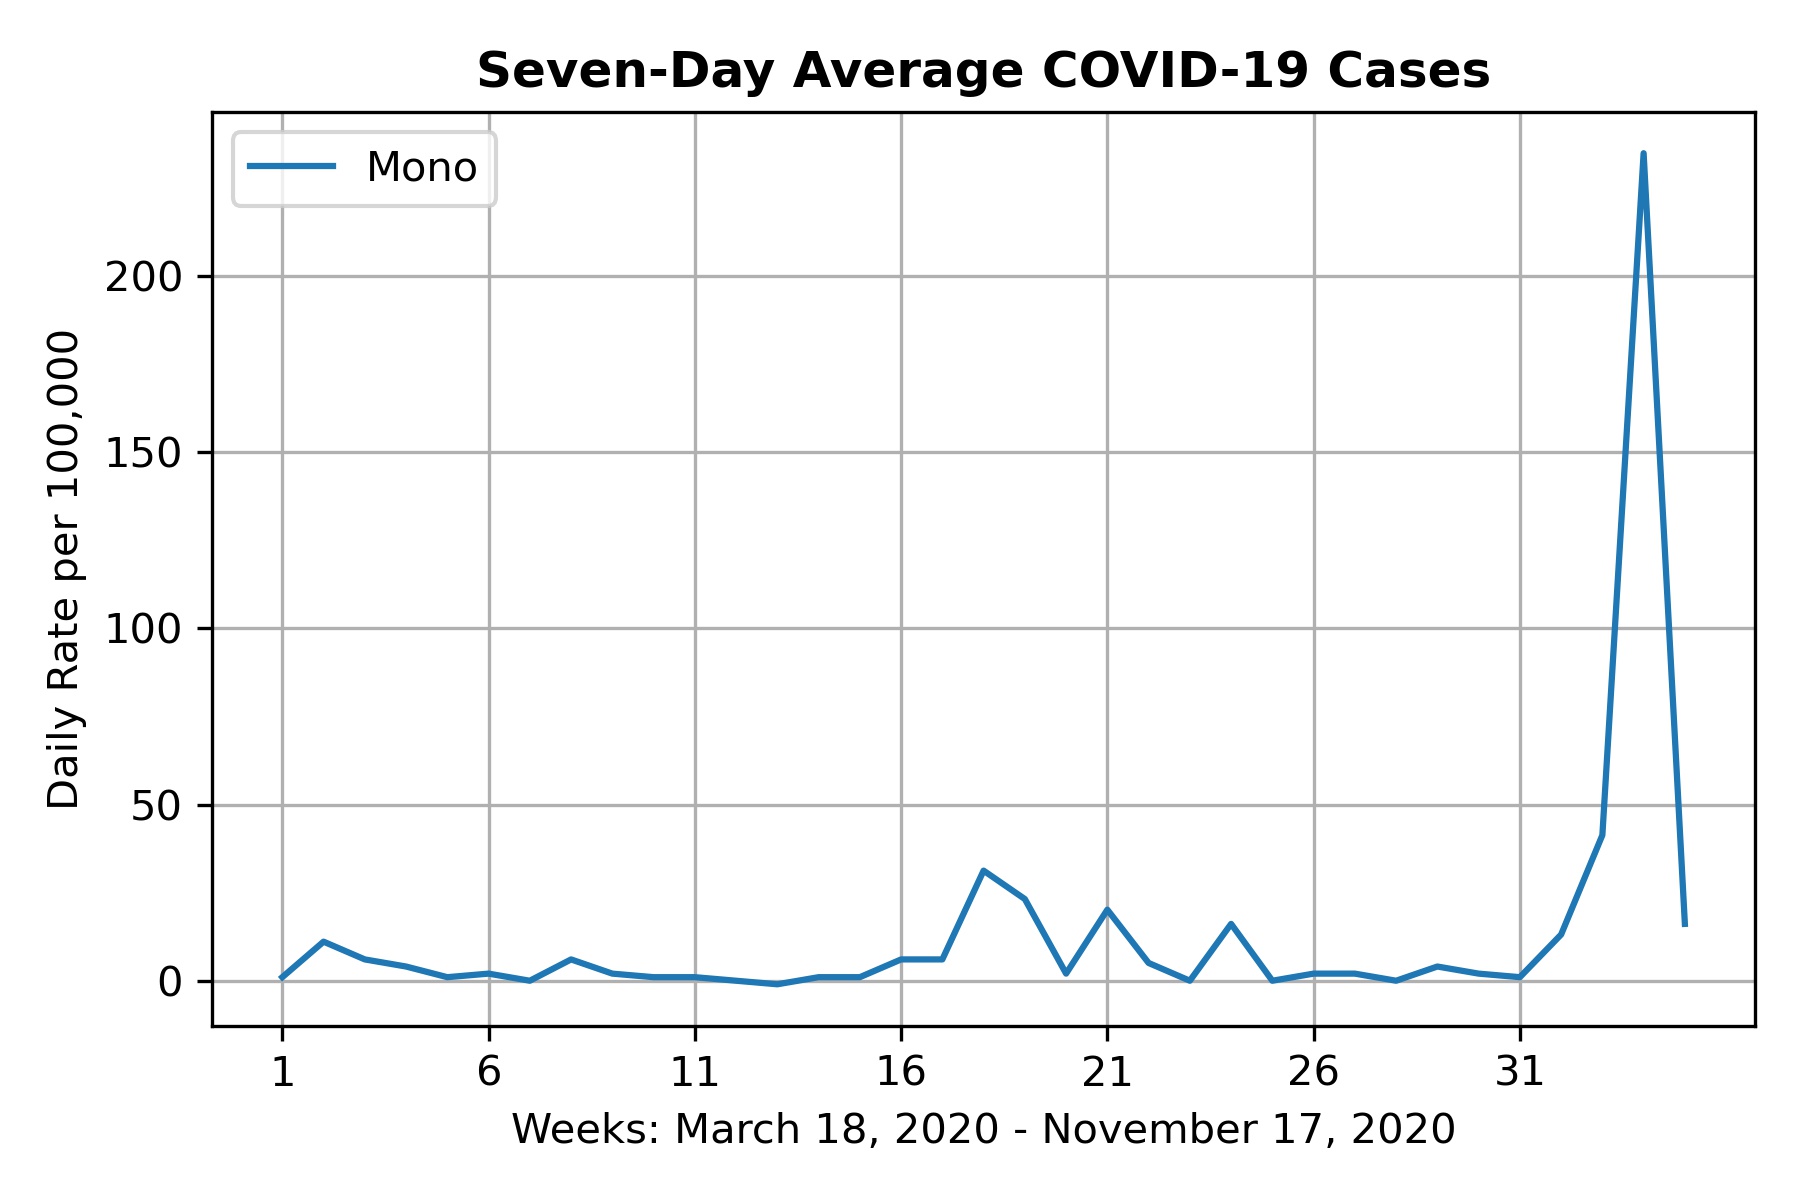 Seven-Day Average COVID-19 Cases
Mono
200
150
100
50
0
Daily Rate per 100,000
1 6 11 16 21 26 31
Weeks: March 18, 2020 - November 17, 2020